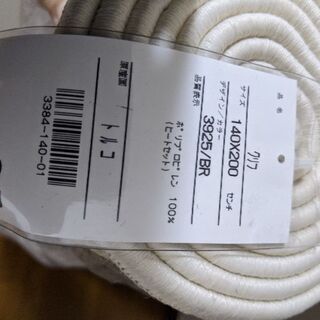 品名 クリフ
サイズ 140X200 センチ
デザイン/カラー 3925/BR
品質表示 ポリプロピレン 100%
(ヒートセット)
原産国 トルコ
3384-140-01